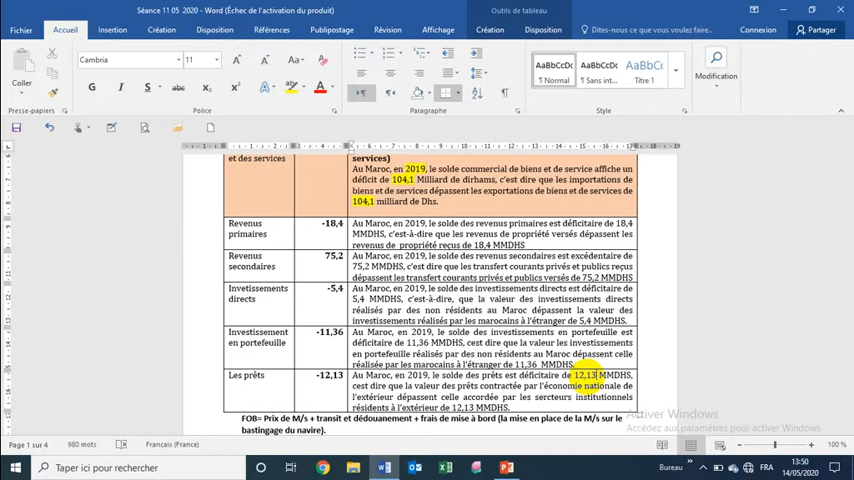 Séance 11 05 2020 - Word (Échec de l'activation du produit)
Outils de tableau
Fichier Accueil Insertion Création Disposition Références Publipostage Révision Affichage Création Disposition Dites-nous ce que vous voulez faire... Connexion Partager
Cambria 11
Coller
G I S abc x₂ x² A A
AaBbCcDc AaBbCcDc AaBbCc
¶ Normal ¶ Sans int... Titre 1
Modification
Presse-papiers Police Paragraphe Style
et des services
services)
Au Maroc, en 2019, le solde commercial de biens et de service affiche un
déficit de 104,1 Milliard de dirhams, c'est dire que les importations de
biens et de services dépassent les exportations de biens et de services de
104,1 milliard de Dhs.
Revenus
primaires
-18,4
Au Maroc, en 2019, le solde des revenus primaires est déficitaire de 18,4
MMDHS, c'est-à-dire que les revenus de propriété versés dépassent les
revenus de propriété reçus de 18,4 MMDHS
Revenus
secondaires
75,2
Au Maroc, en 2019, le solde des revenus secondaires est excédentaire de
75,2 MMDHS, c'est dire que les transfert courants privés et publics reçus
dépassent les transfert courants privés et publics versés de 75,2 MMDHS
Invetissements
directs
-5,4
Au Maroc, en 2019, le solde des investissements directs est déficitaire de
5,4 MMDHS, c'est-à-dire, que la valeur des investissements directs
réalisés par des non résidents au Maroc dépassent la valeur des
investissements réalisés par les marocains à l'étranger de 5,4 MMDHS.
Investissement
en portefeuille
-11,36
Au Maroc, en 2019, le solde des investissements en portefeuille est
déficitaire de 11,36 MMDHS, cest dire que la valeur les investissements
en portefeuille réalisés par des non résidents au Maroc dépassent celle
réalisés par les marocains à l'étranger de 11,36 MMDHS.
Les prêts
-12,13
Au Maroc, en 2019, le solde des prêts est déficitaire de 12,13 MMDHS,
cest dire que la valeur des prêts contractée par l'économie nationale de
l'extérieur dépassent celle accordée par les sercteurs institutionnels
résidents à l'extérieur de 12,13 MMDHS.
FOB= Prix de M/s + transit et dédouanement + frais de mise à bord (la mise en place de la M/s sur le
bastingage du navire).
Activer Windows
Accédez aux paramètres pour activer Windows.
Page 1 sur 4 980 mots Français (France) 100 %
Taper ici pour rechercher
Bureau FRA
13:50
14/05/2020